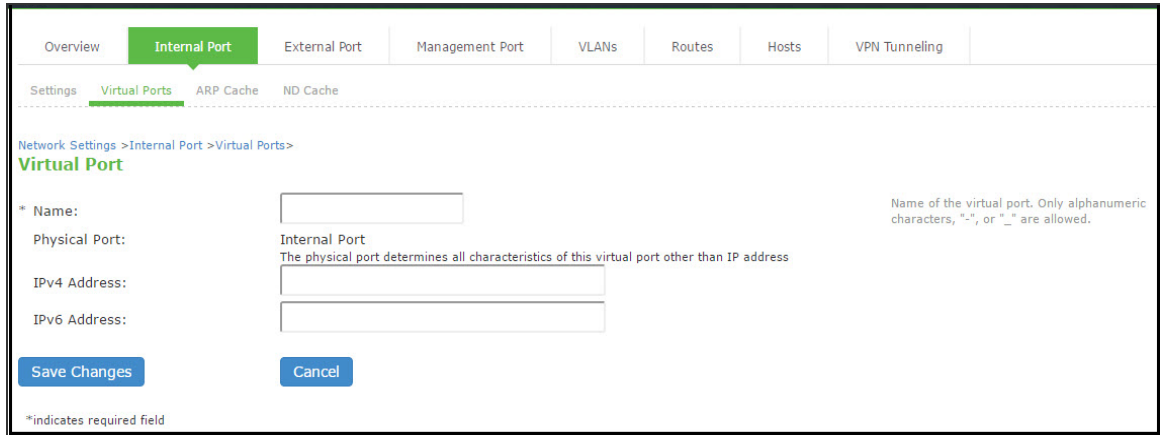 Overview Internal Port External Port Management Port VLANs Routes Hosts VPN Tunneling
Settings Virtual Ports ARP Cache ND Cache
Network Settings >Internal Port >Virtual Ports>
Virtual Port
* Name:
Name of the virtual port. Only alphanumeric
characters, "-", or "_" are allowed.
Physical Port: Internal Port
The physical port determines all characteristics of this virtual port other than IP address
IPv4 Address:
IPv6 Address:
Save Changes Cancel
*indicates required field